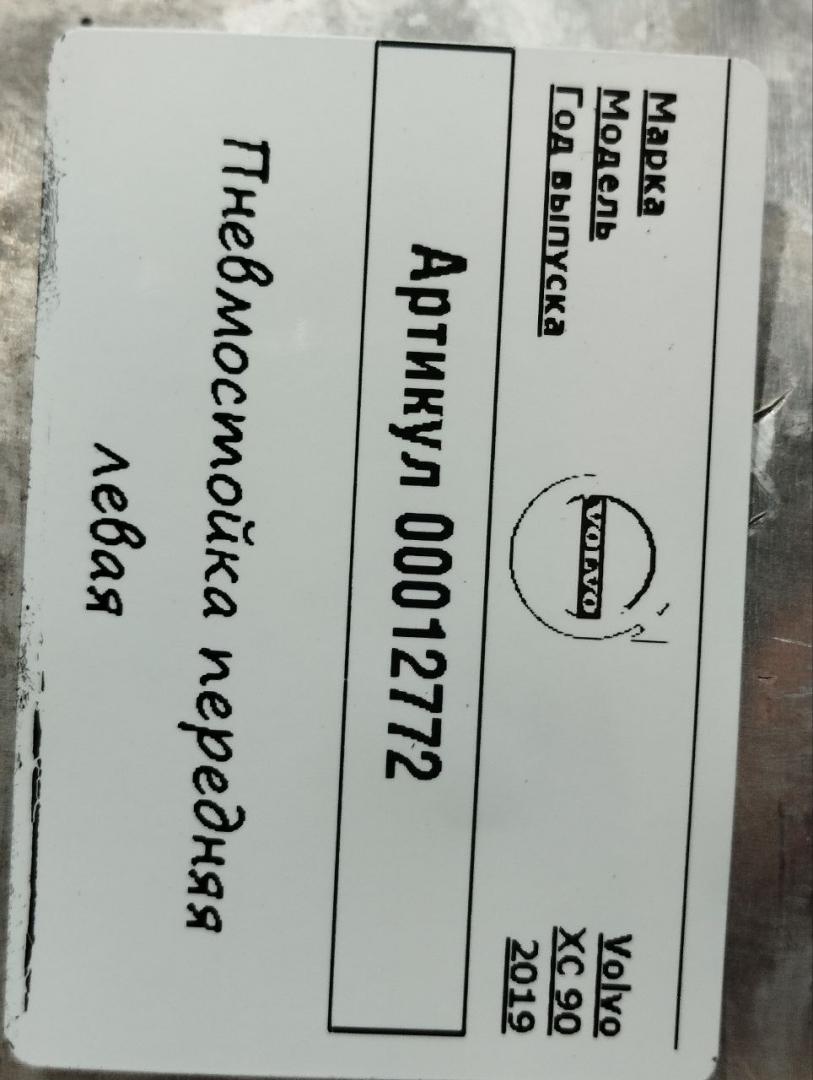 Марка Volvo
Модель XC 90
Год выпуска 2019
VOLVO
Артикул 00012772
Пневмостойка передняя
левая